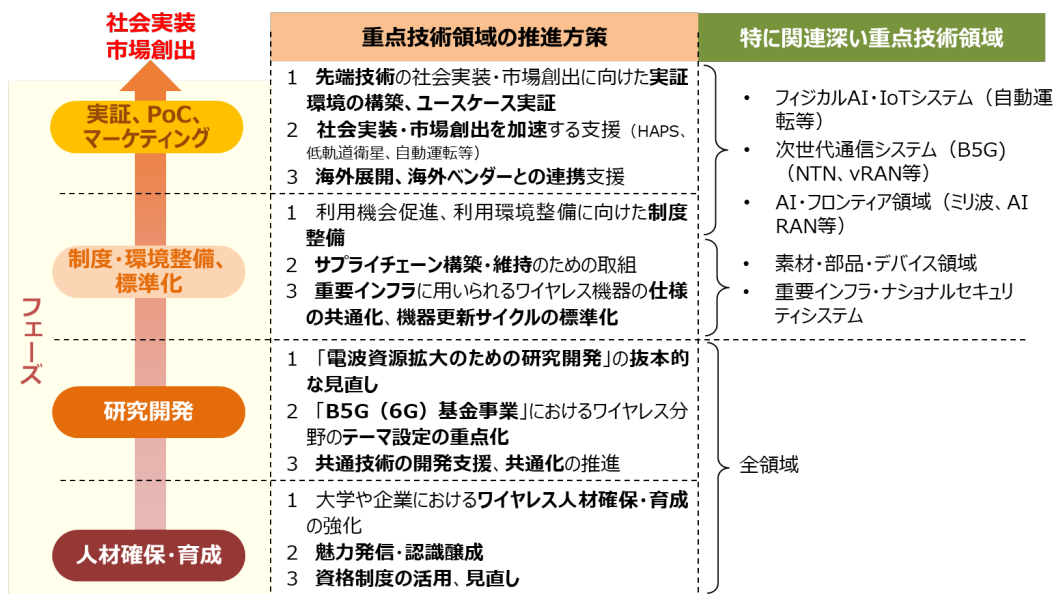 社会実装
市場創出
重点技術領域の推進方策
特に関連深い重点技術領域
フェーズ
実証、PoC、
マーケティング
1 先端技術の社会実装・市場創出に向けた実証
環境の構築、ユースケース実証
2 社会実装・市場創出を加速する支援（HAPS、
低軌道衛星、自動運転等）
3 海外展開、海外ベンダーとの連携支援
制度・環境整備、
標準化
1 利用機会促進、利用環境整備に向けた制度
整備
2 サプライチェーン構築・維持のための取組
3 重要インフラに用いられるワイヤレス機器の仕様
の共通化、機器更新サイクルの標準化
• フィジカルAI・IoTシステム（自動運
転等）
• 次世代通信システム（B5G)
（NTN、vRAN等）
• AI・フロンティア領域（ミリ波、AI
RAN等）
• 素材・部品・デバイス領域
• 重要インフラ・ナショナルセキュリ
ティシステム
研究開発
1 「電波資源拡大のための研究開発」の抜本的
な見直し
2 「B5G（6G）基金事業」におけるワイヤレス分
野のテーマ設定の重点化
3 共通技術の開発支援、共通化の推進
人材確保・育成
1 大学や企業におけるワイヤレス人材確保・育成
の強化
2 魅力発信・認識醸成
3 資格制度の活用、見直し
全領域